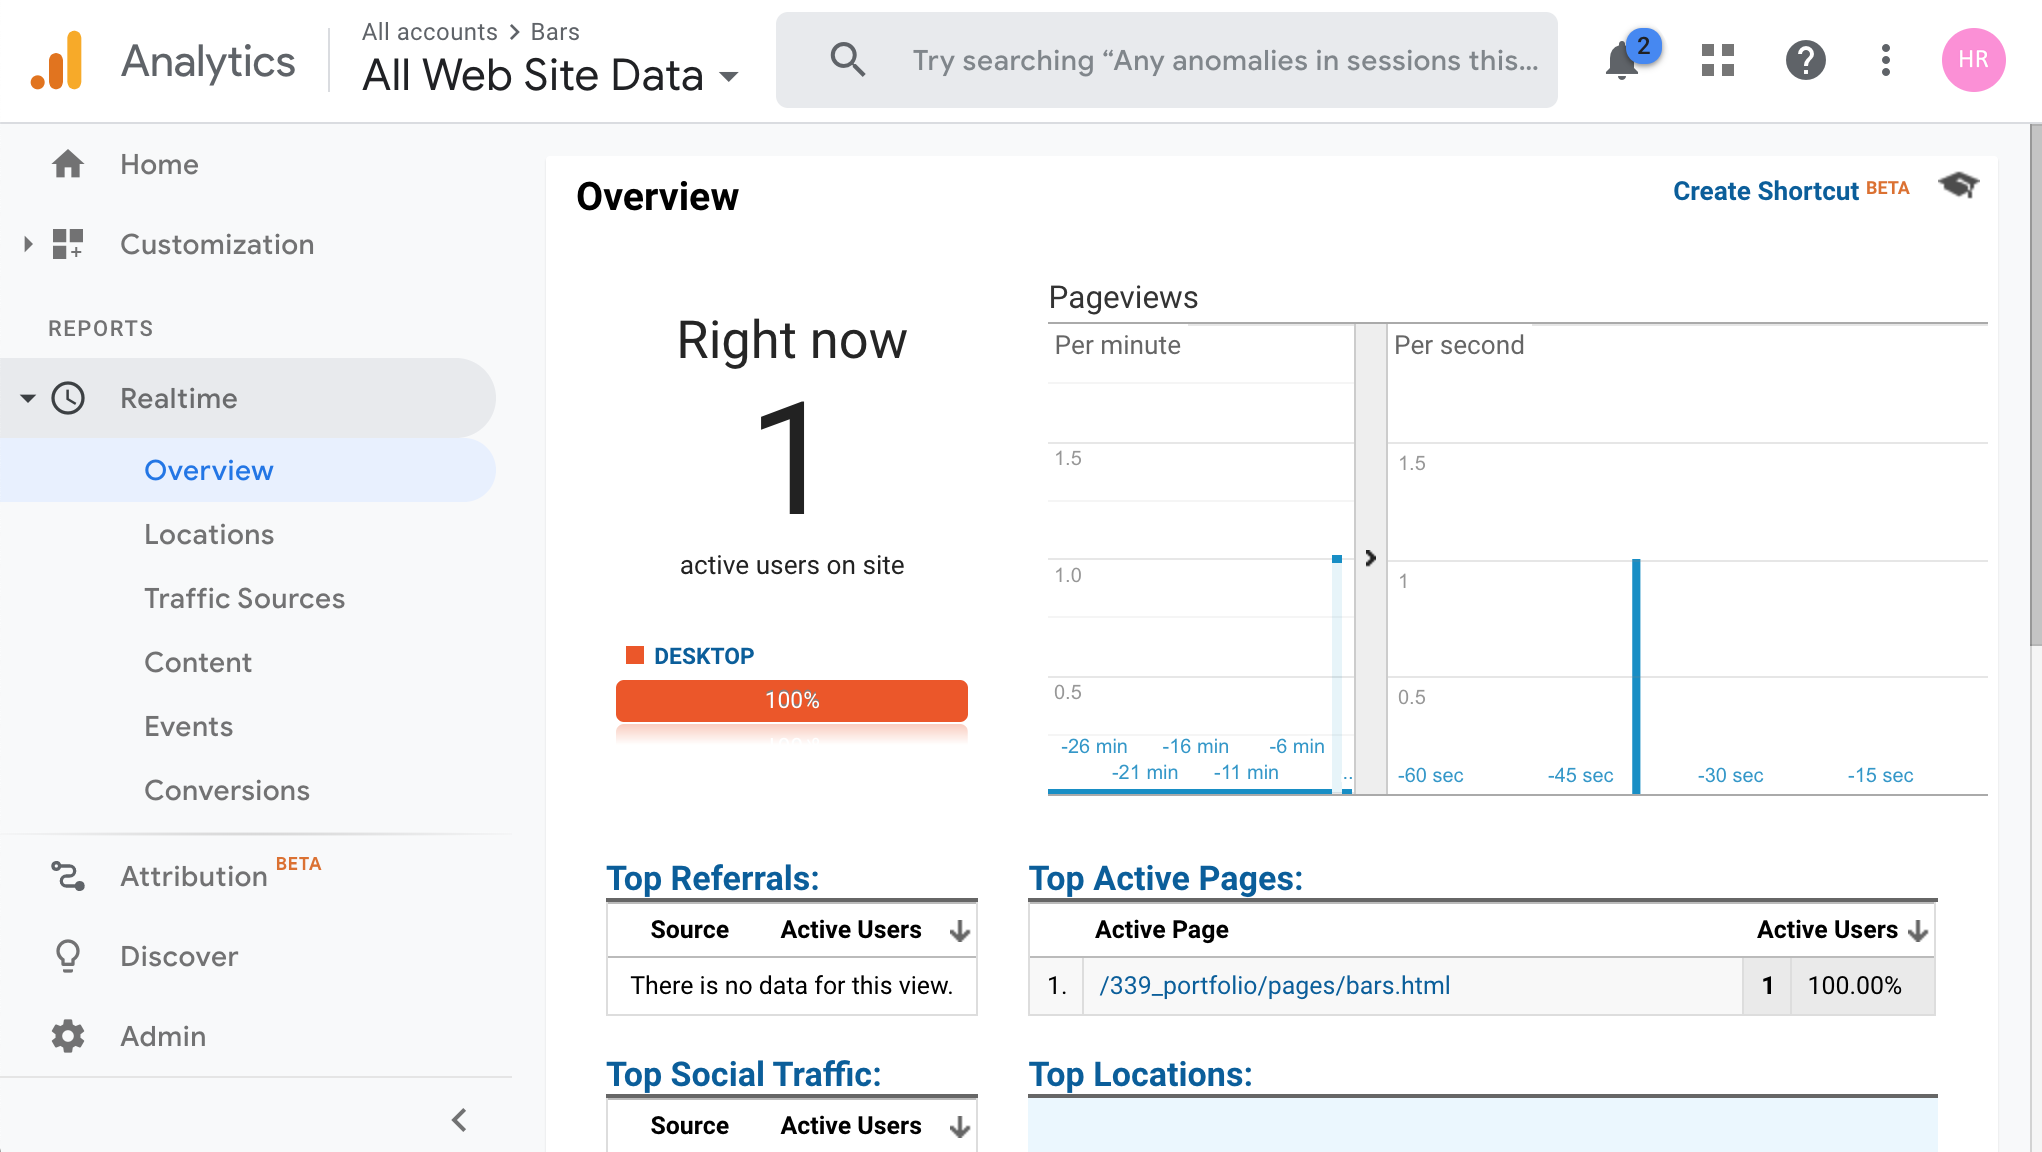 Analytics
All accounts > Bars
All Web Site Data
Try searching “Any anomalies in sessions this...
2
HR
Home
Customization
REPORTS
Realtime
Overview
Locations
Traffic Sources
Content
Events
Conversions
Attribution BETA
Discover
Admin
Overview
Create Shortcut BETA
Right now
1
active users on site
DESKTOP
100%
Pageviews
Per minute
1.5
1.0
0.5
-26 min -16 min -6 min
-21 min -11 min ..
Per second
1.5
1
0.5
-60 sec -45 sec -30 sec -15 sec
Top Referrals:
Source Active Users
There is no data for this view.
Top Active Pages:
Active Page Active Users
1. /339_portfolio/pages/bars.html 1 100.00%
Top Social Traffic:
Source Active Users
Top Locations: